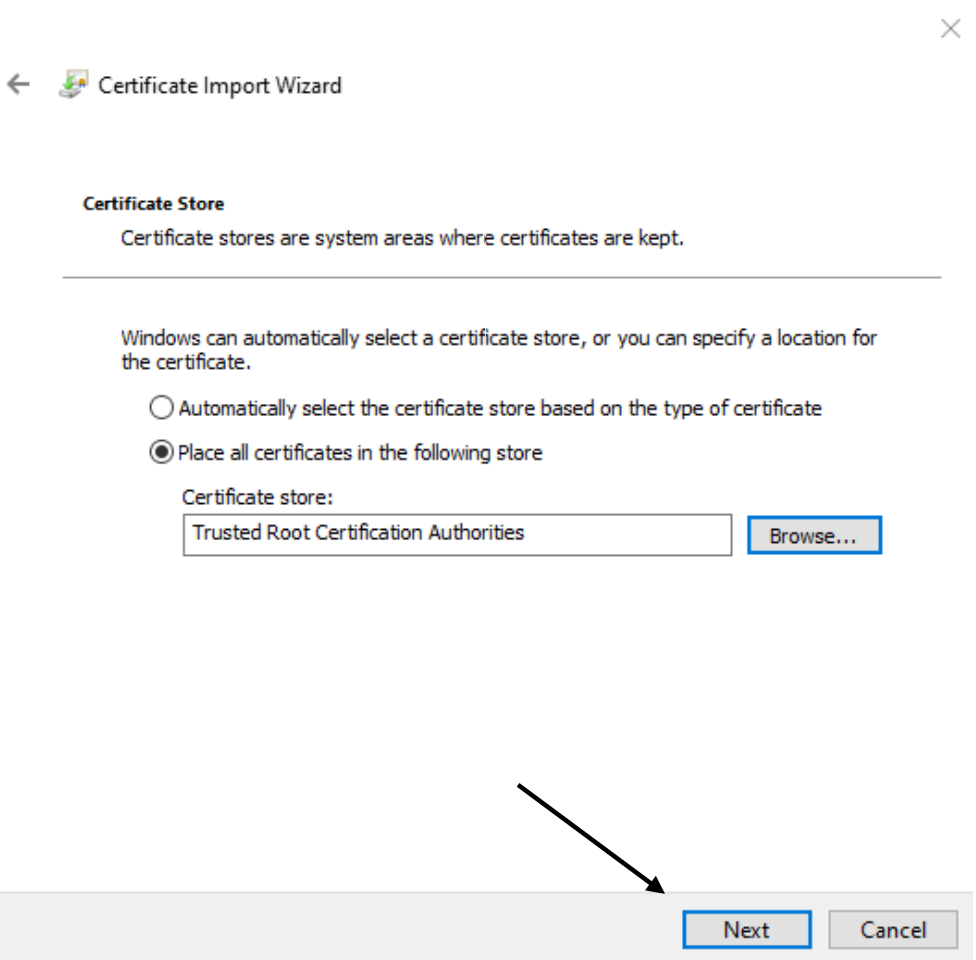 Certificate Import Wizard
Certificate Store
Certificate stores are system areas where certificates are kept.
Windows can automatically select a certificate store, or you can specify a location for
the certificate.
Automatically select the certificate store based on the type of certificate
Place all certificates in the following store
Certificate store:
Trusted Root Certification Authorities
Browse...
Next
Cancel